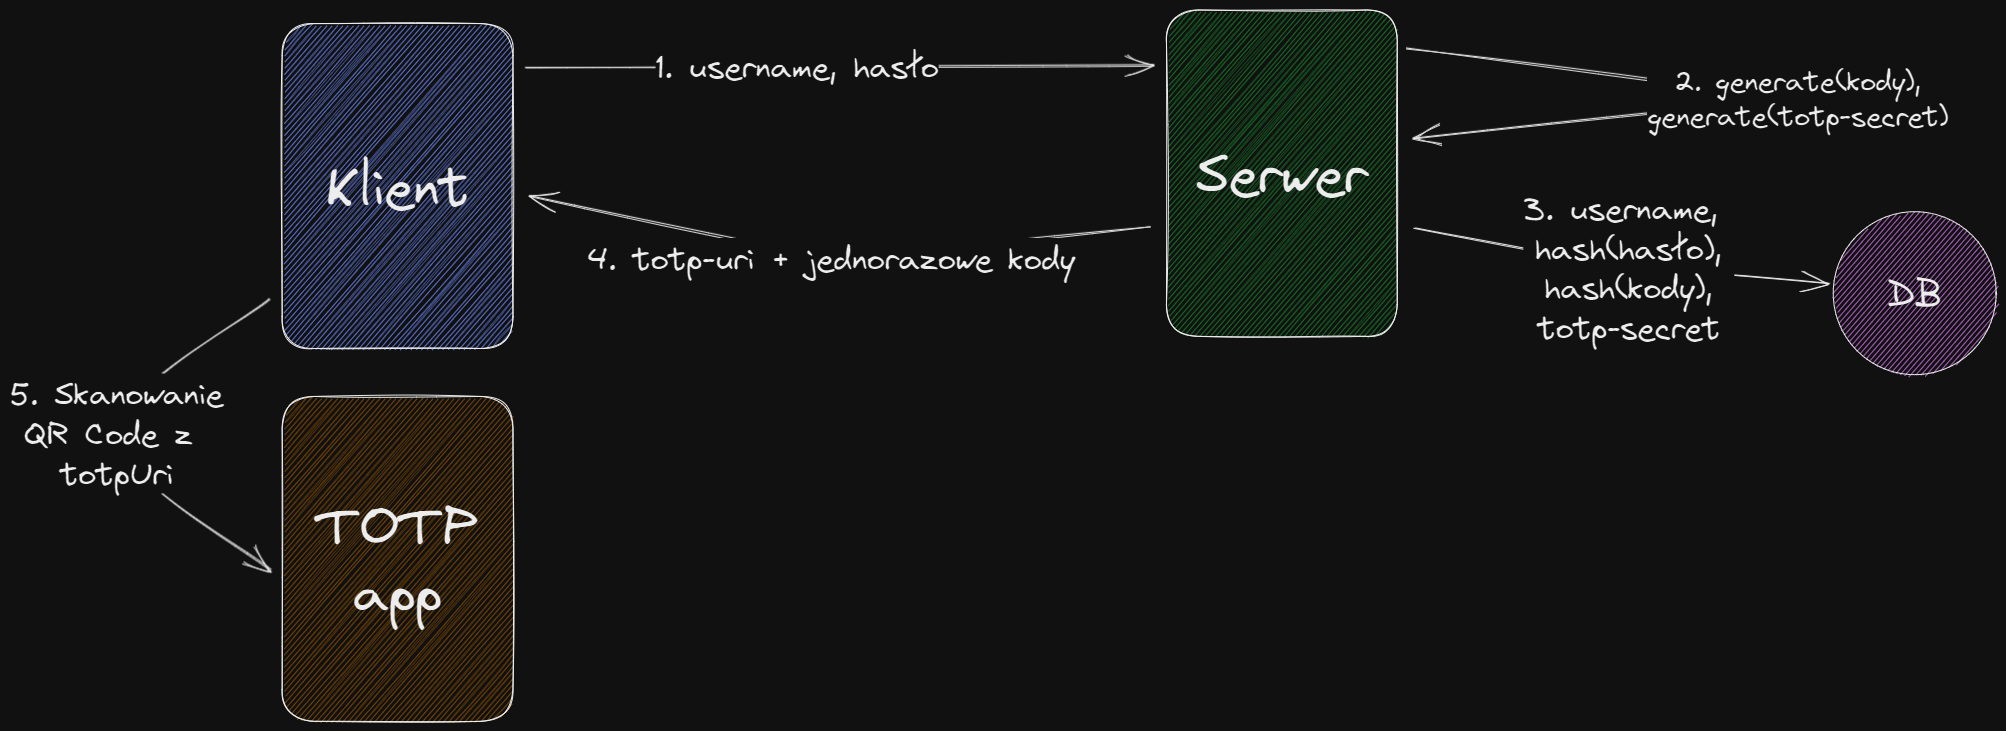 1. username, hasło
2. generate(kody),
generate(totp-secret)
Klient
Serwer
3. username,
hash(hasło),
hash(kody),
totp-secret
DB
4. totp-uri + jednorazowe kody
5. Skanowanie
QR Code z
totpUri
TOTP
app